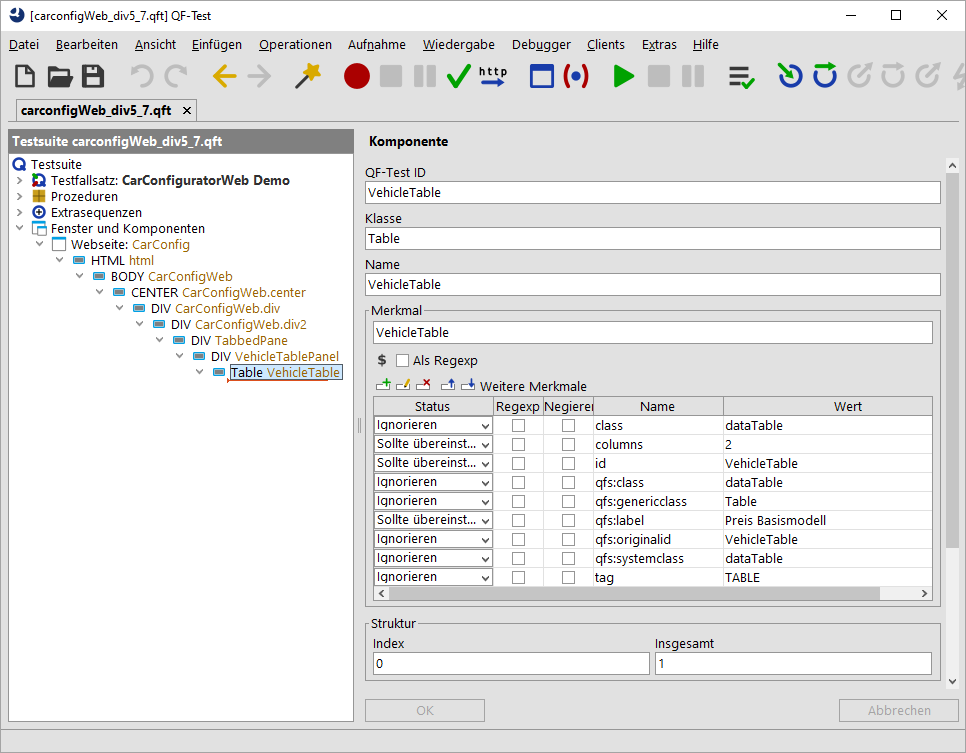 [carconfigWeb_div5_7.qft] QF-Test
Datei Bearbeiten Ansicht Einfügen Operationen Aufnahme Wiedergabe Debugger Clients Extras Hilfe
http
carconfigWeb_div5_7.qft
Testsuite carconfigWeb_div5_7.qft
Testsuite
Testfallsatz: CarConfiguratorWeb Demo
Prozeduren
Extrasequenzen
Fenster und Komponenten
Webseite: CarConfig
HTML html
BODY CarConfigWeb
CENTER CarConfigWeb.center
DIV CarConfigWeb.div
DIV CarConfigWeb.div2
DIV TabbedPane
DIV VehicleTablePanel
Table VehicleTable
Komponente
QF-Test ID
VehicleTable
Klasse
Table
Name
VehicleTable
Merkmal
VehicleTable
$ Als Regexp
Weitere Merkmale
Status Regexp Negieren Name Wert
Ignorieren class dataTable
Sollte übereinst... columns 2
Sollte übereinst... id VehicleTable
Ignorieren qfs:class dataTable
Ignorieren qfs:genericclass Table
Sollte übereinst... qfs:label Preis Basismodell
Ignorieren qfs:originalid VehicleTable
Ignorieren qfs:systemclass dataTable
Ignorieren tag TABLE
Struktur
Index Insgesamt
0 1
OK Abbrechen